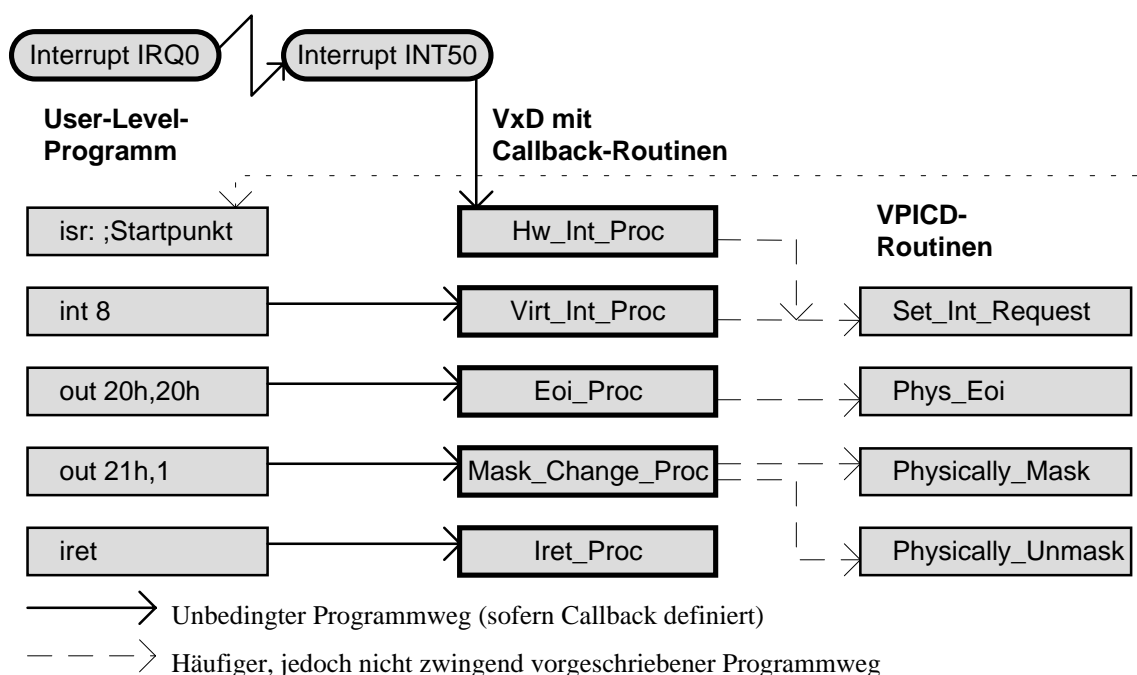 Interrupt IRQ0
Interrupt INT50
User-Level-
Programm
VxD mit
Callback-Routinen
VPICD-
Routinen
isr: ;Startpunkt
Hw_Int_Proc
int 8
Virt_Int_Proc
Set_Int_Request
out 20h,20h
Eoi_Proc
Phys_Eoi
out 21h,1
Mask_Change_Proc
Physically_Mask
iret
Iret_Proc
Physically_Unmask
Unbedingter Programmweg (sofern Callback definiert)
Häufiger, jedoch nicht zwingend vorgeschriebener Programmweg